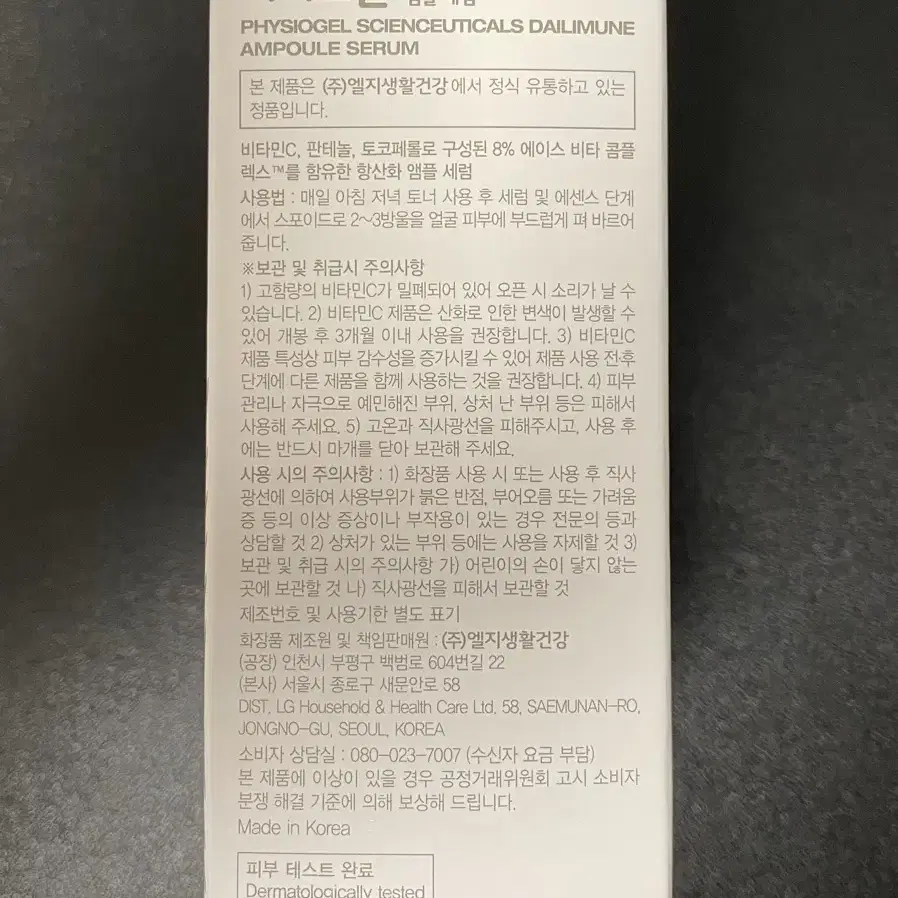 PHYSIOGEL SCIENCEUTICALS DAILIMUNE
AMPOULE SERUM
본 제품은 (주)엘지생활건강에서 정식 유통하고 있는
정품입니다.
비타민C, 판테놀, 토코페롤로 구성된 8% 에이스 비타 콤플
렉스™를 함유한 항산화 앰플 세럼
사용법 : 매일 아침 저녁 토너 사용 후 세럼 및 에센스 단계
에서 스포이드로 2~3방울을 얼굴 피부에 부드럽게 펴 바르어
줍니다.
※보관 및 취급시 주의사항
1) 고함량의 비타민C가 밀폐되어 있어 오픈 시 소리가 날 수
있습니다. 2) 비타민C 제품은 산화로 인한 변색이 발생할 수
있어 개봉 후 3개월 이내 사용을 권장합니다. 3) 비타민C
제품 특성상 피부 감수성을 증가시킬 수 있어 제품 사용 전·후
단계에 다른 제품을 함께 사용하는 것을 권장합니다. 4) 피부
관리나 자극으로 예민해진 부위, 상처 난 부위 등은 피해서
사용해 주세요. 5) 고온과 직사광선을 피해주시고, 사용 후
에는 반드시 마개를 닫아 보관해 주세요.
사용 시의 주의사항 : 1) 화장품 사용 시 또는 사용 후 직사
광선에 의하여 사용부위가 붉은 반점, 부어오름 또는 가려움
증 등의 이상 증상이나 부작용이 있는 경우 전문의 등과
상담할 것 2) 상처가 있는 부위 등에는 사용을 자제할 것 3)
보관 및 취급 시의 주의사항 가) 어린이의 손이 닿지 않는
곳에 보관할 것 나) 직사광선을 피해서 보관할 것
제조번호 및 사용기한 별도 표기
화장품 제조원 및 책임판매원 : (주)엘지생활건강
(공장) 인천시 부평구 백범로 604번길 22
(본사) 서울시 종로구 새문안로 58
DIST. LG Household & Health Care Ltd. 58, SAEMUNAN-RO,
JONGNO-GU, SEOUL, KOREA
소비자 상담실 : 080-023-7007 (수신자 요금 부담)
본 제품에 이상이 있을 경우 공정거래위원회 고시 소비자
분쟁 해결 기준에 의해 보상해 드립니다.
Made in Korea
피부 테스트 완료
Dermatologically tested